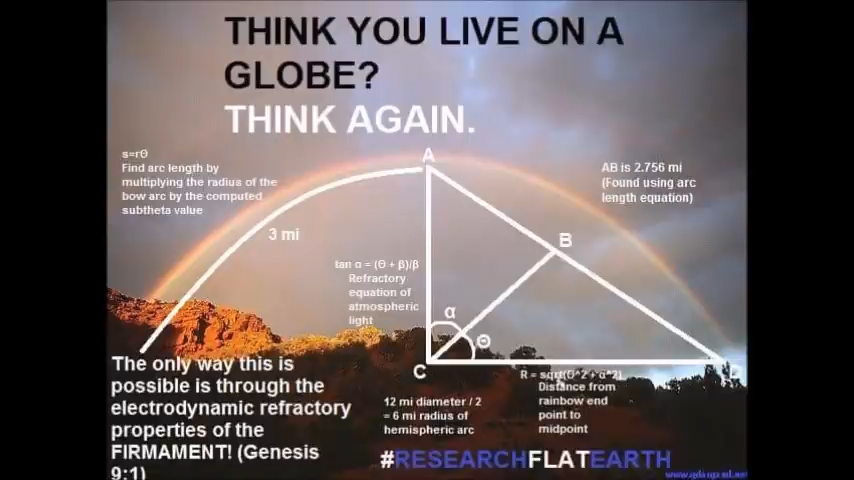 THINK YOU LIVE ON A
GLOBE?
THINK AGAIN.
s=rΘ
Find arc length by
multiplying the radius of the
bow arc by the computed
subtheta value
A
AB is 2.756 mi
(Found using arc
length equation)
3 mi
B
tan α = (Θ + β)/β
Refractory
equation of
atmospheric
light
α
Θ
C
D
The only way this is
possible is through the
electrodynamic refractory
properties of the
FIRMAMENT! (Genesis
9:1)
12 mi diameter / 2
= 6 mi radius of
hemispheric arc
R = sqrt(Θ^2 + α^2)
Distance from
rainbow end
point to
midpoint
#RESEARCHFLATEARTH